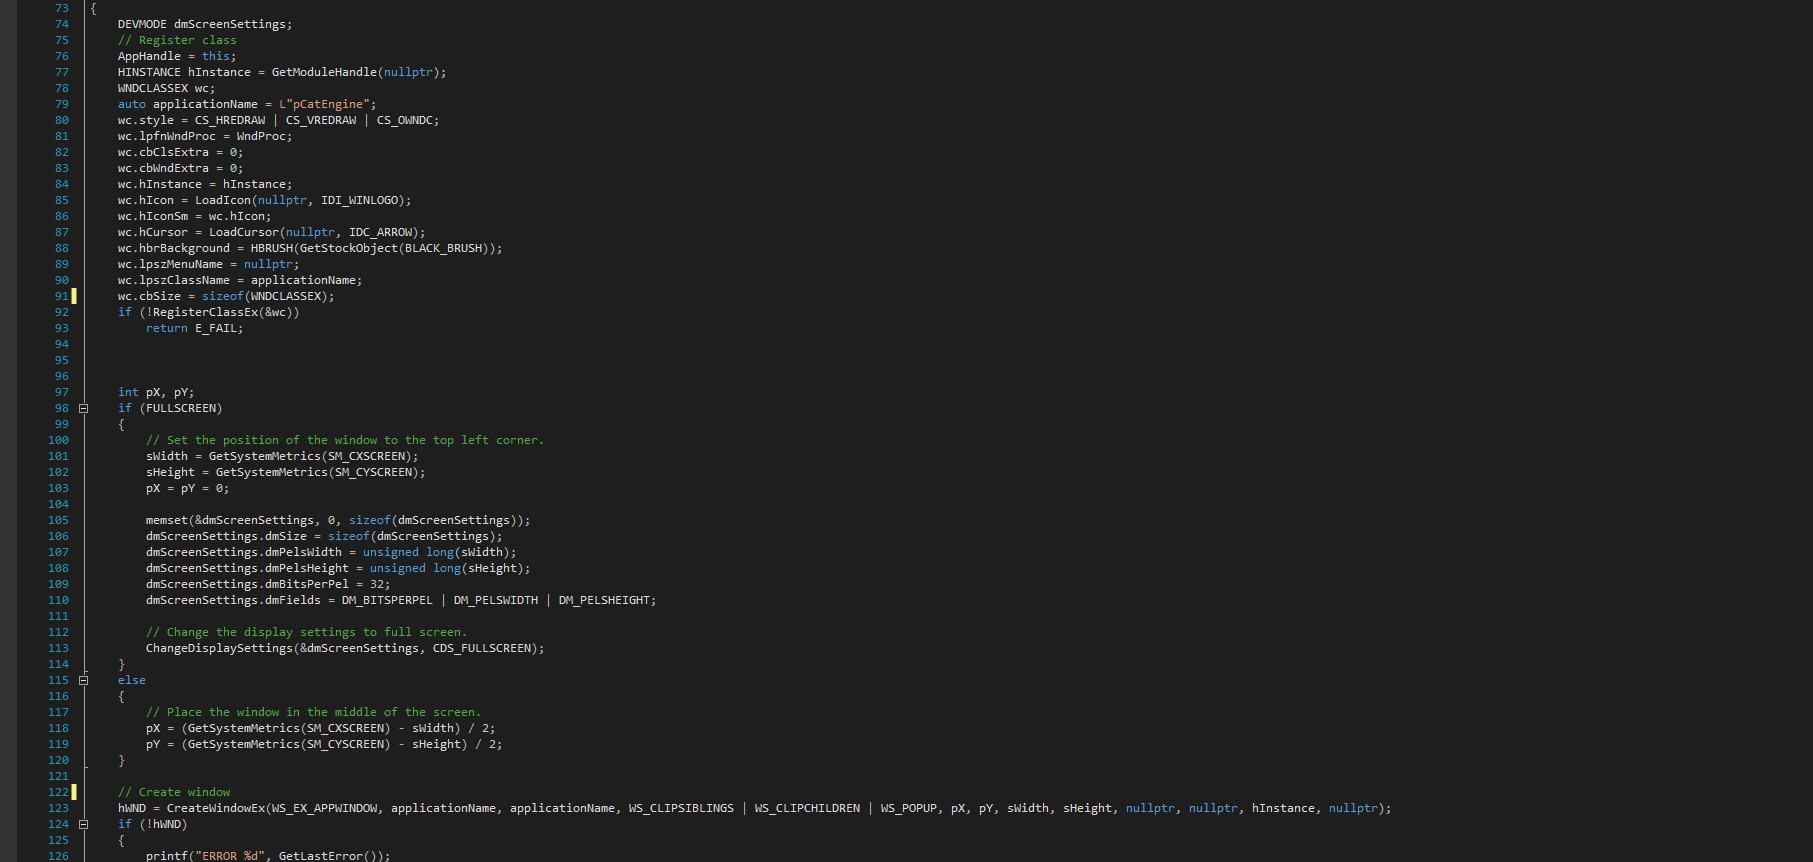 73 {
74 DEVMODE dmScreenSettings;
75 // Register class
76 AppHandle = this;
77 HINSTANCE hInstance = GetModuleHandle(nullptr);
78 WNDCLASSEX wc;
79 auto applicationName = L"pCatEngine";
80 wc.style = CS_HREDRAW | CS_VREDRAW | CS_OWNDC;
81 wc.lpfnWndProc = WndProc;
82 wc.cbClsExtra = 0;
83 wc.cbWndExtra = 0;
84 wc.hInstance = hInstance;
85 wc.hIcon = LoadIcon(nullptr, IDI_WINLOGO);
86 wc.hIconSm = wc.hIcon;
87 wc.hCursor = LoadCursor(nullptr, IDC_ARROW);
88 wc.hbrBackground = HBRUSH(GetStockObject(BLACK_BRUSH));
89 wc.lpszMenuName = nullptr;
90 wc.lpszClassName = applicationName;
91 wc.cbSize = sizeof(WNDCLASSEX);
92 if (!RegisterClassEx(&wc))
93 return E_FAIL;
94
95
96
97 int pX, pY;
98 if (FULLSCREEN)
99 {
100 // Set the position of the window to the top left corner.
101 sWidth = GetSystemMetrics(SM_CXSCREEN);
102 sHeight = GetSystemMetrics(SM_CYSCREEN);
103 pX = pY = 0;
104
105 memset(&dmScreenSettings, 0, sizeof(dmScreenSettings));
106 dmScreenSettings.dmSize = sizeof(dmScreenSettings);
107 dmScreenSettings.dmPelsWidth = unsigned long(sWidth);
108 dmScreenSettings.dmPelsHeight = unsigned long(sHeight);
109 dmScreenSettings.dmBitsPerPel = 32;
110 dmScreenSettings.dmFields = DM_BITSPERPEL | DM_PELSWIDTH | DM_PELSHEIGHT;
111
112 // Change the display settings to full screen.
113 ChangeDisplaySettings(&dmScreenSettings, CDS_FULLSCREEN);
114 }
115 else
116 {
117 // Place the window in the middle of the screen.
118 pX = (GetSystemMetrics(SM_CXSCREEN) - sWidth) / 2;
119 pY = (GetSystemMetrics(SM_CYSCREEN) - sHeight) / 2;
120 }
121
122 // Create window
123 hWND = CreateWindowEx(WS_EX_APPWINDOW, applicationName, applicationName, WS_CLIPSIBLINGS | WS_CLIPCHILDREN | WS_POPUP, pX, pY, sWidth, sHeight, nullptr, nullptr, hInstance, nullptr);
124 if (!hWND)
125 {
126 printf("ERROR %d", GetLastError());